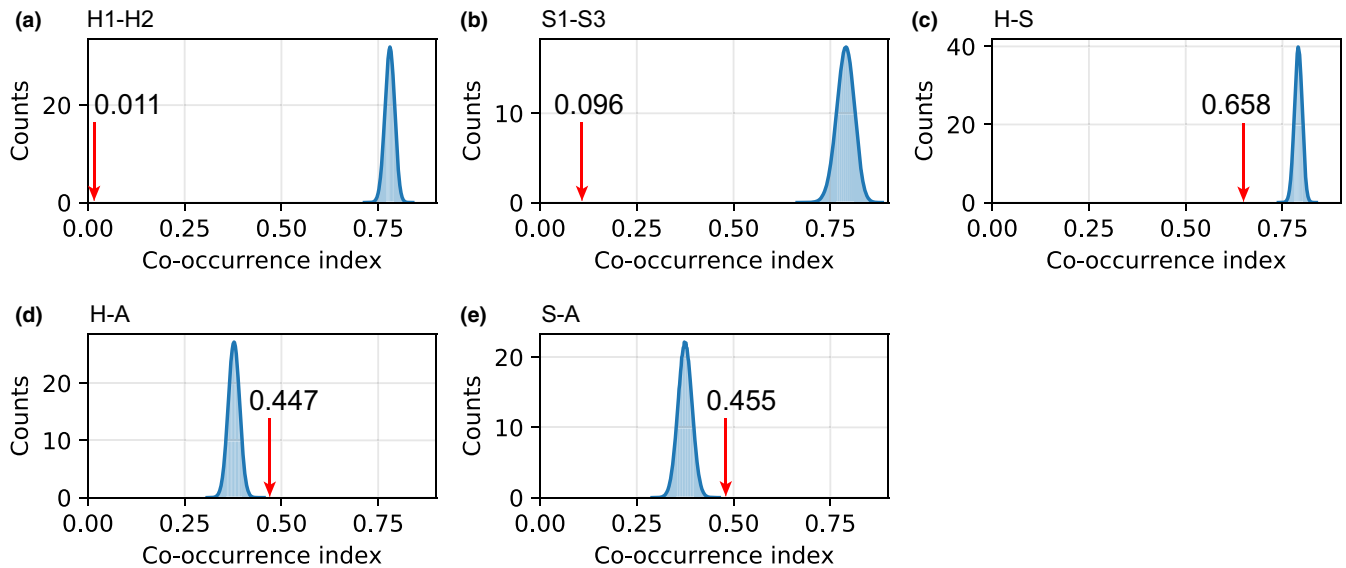 (a) H1-H2
Counts
20
0
0.011
0.00 0.25 0.50 0.75
Co-occurrence index
(b) S1-S3
Counts
10
0
0.096
0.00 0.25 0.50 0.75
Co-occurrence index
(c) H-S
Counts
40
20
0
0.658
0.00 0.25 0.50 0.75
Co-occurrence index
(d) H-A
Counts
20
10
0
0.447
0.00 0.25 0.50 0.75
Co-occurrence index
(e) S-A
Counts
20
10
0
0.455
0.00 0.25 0.50 0.75
Co-occurrence index